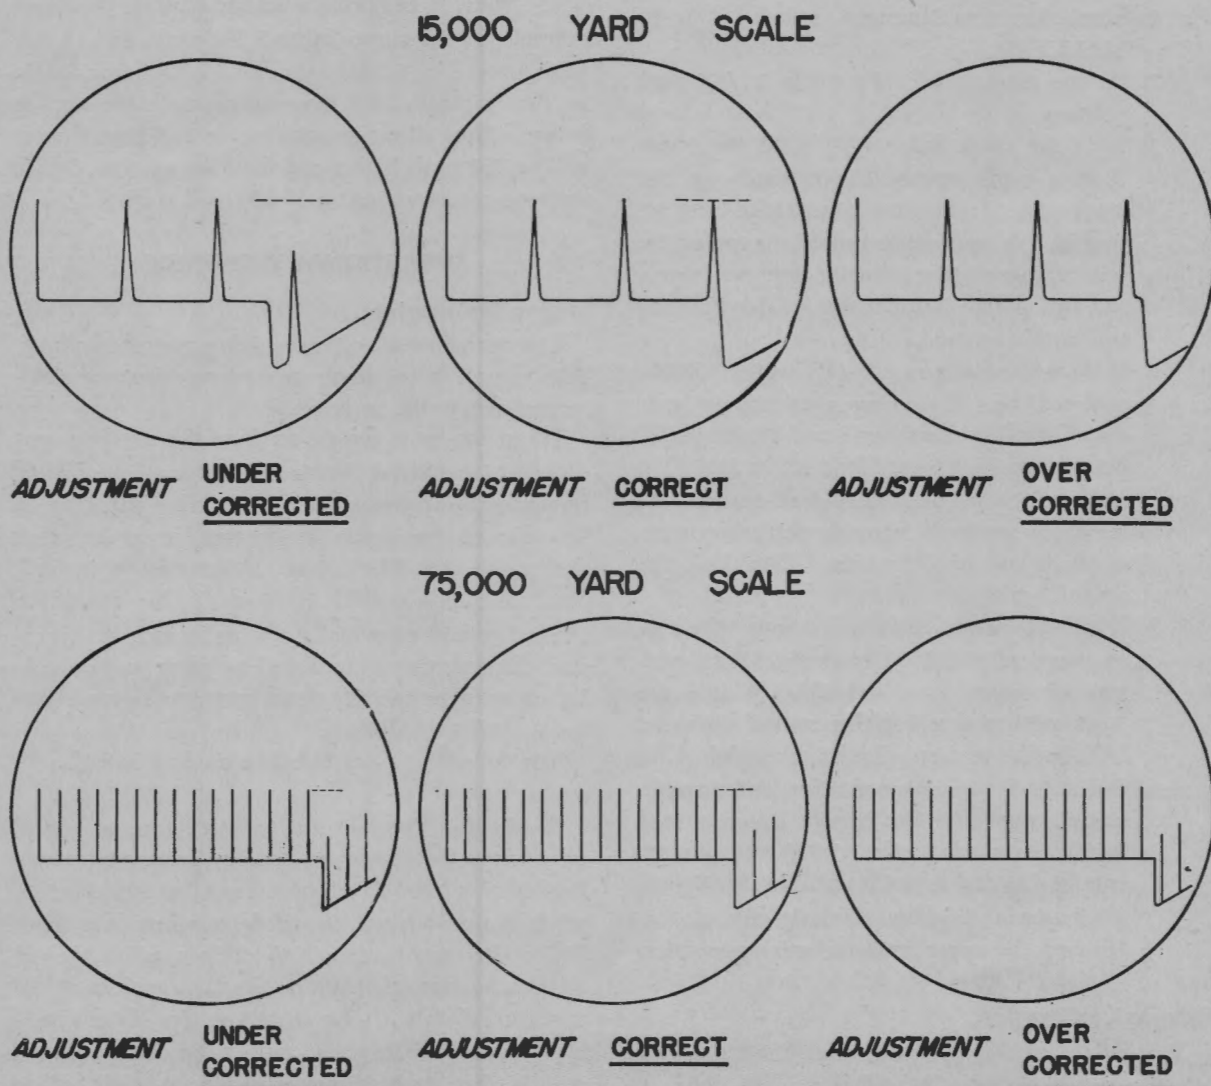 15,000 YARD SCALE
ADJUSTMENT UNDER CORRECTED
ADJUSTMENT CORRECT
ADJUSTMENT OVER CORRECTED
75,000 YARD SCALE
ADJUSTMENT UNDER CORRECTED
ADJUSTMENT CORRECT
ADJUSTMENT OVER CORRECTED